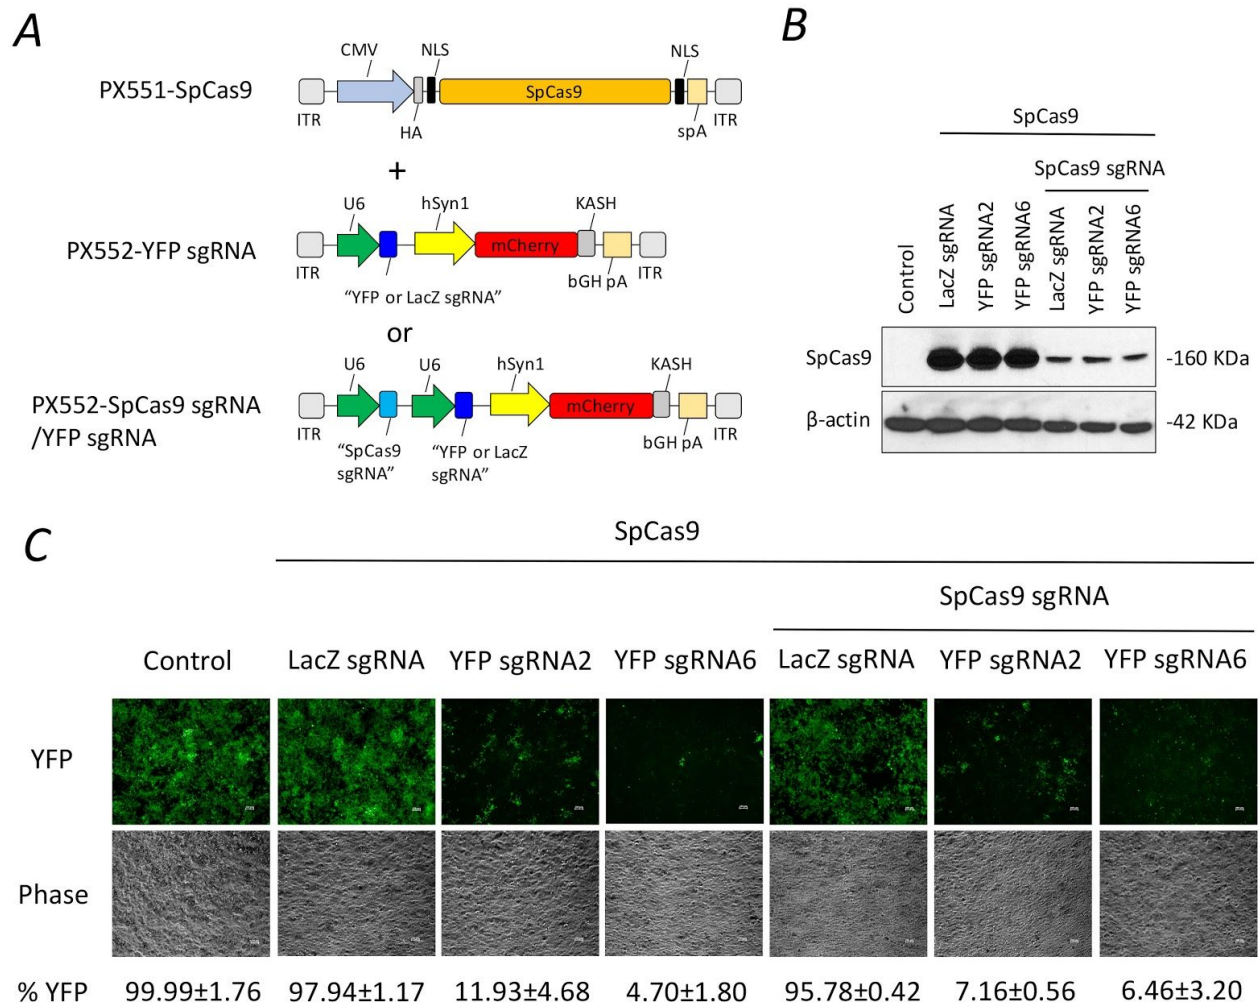 A
PX551-SpCas9
CMV
NLS
NLS
SpCas9
ITR
HA
spA
ITR
+
PX552-YFP sgRNA
U6
hSyn1
KASH
mCherry
ITR
bGH pA
ITR
“YFP or LacZ sgRNA”
or
PX552-SpCas9 sgRNA
/YFP sgRNA
U6
U6
hSyn1
KASH
mCherry
ITR
bGH pA
ITR
“SpCas9
sgRNA”
“YFP or LacZ
sgRNA”
B
SpCas9
SpCas9 sgRNA
Control
LacZ sgRNA
YFP sgRNA2
YFP sgRNA6
LacZ sgRNA
YFP sgRNA2
YFP sgRNA6
SpCas9
-160 KDa
β-actin
-42 KDa
C
SpCas9
SpCas9 sgRNA
Control LacZ sgRNA YFP sgRNA2 YFP sgRNA6 LacZ sgRNA YFP sgRNA2 YFP sgRNA6
YFP
Phase
% YFP 99.99±1.76 97.94±1.17 11.93±4.68 4.70±1.80 95.78±0.42 7.16±0.56 6.46±3.20